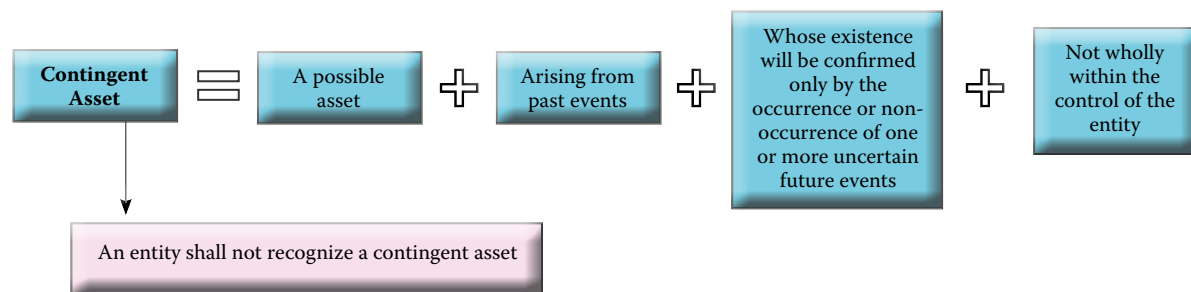 Contingent
Asset
A possible
asset
Arising from
past events
Whose existence
will be confirmed
only by the
occurrence or non-
occurrence of one
or more uncertain
future events
Not wholly
within the
control of the
entity
An entity shall not recognize a contingent asset